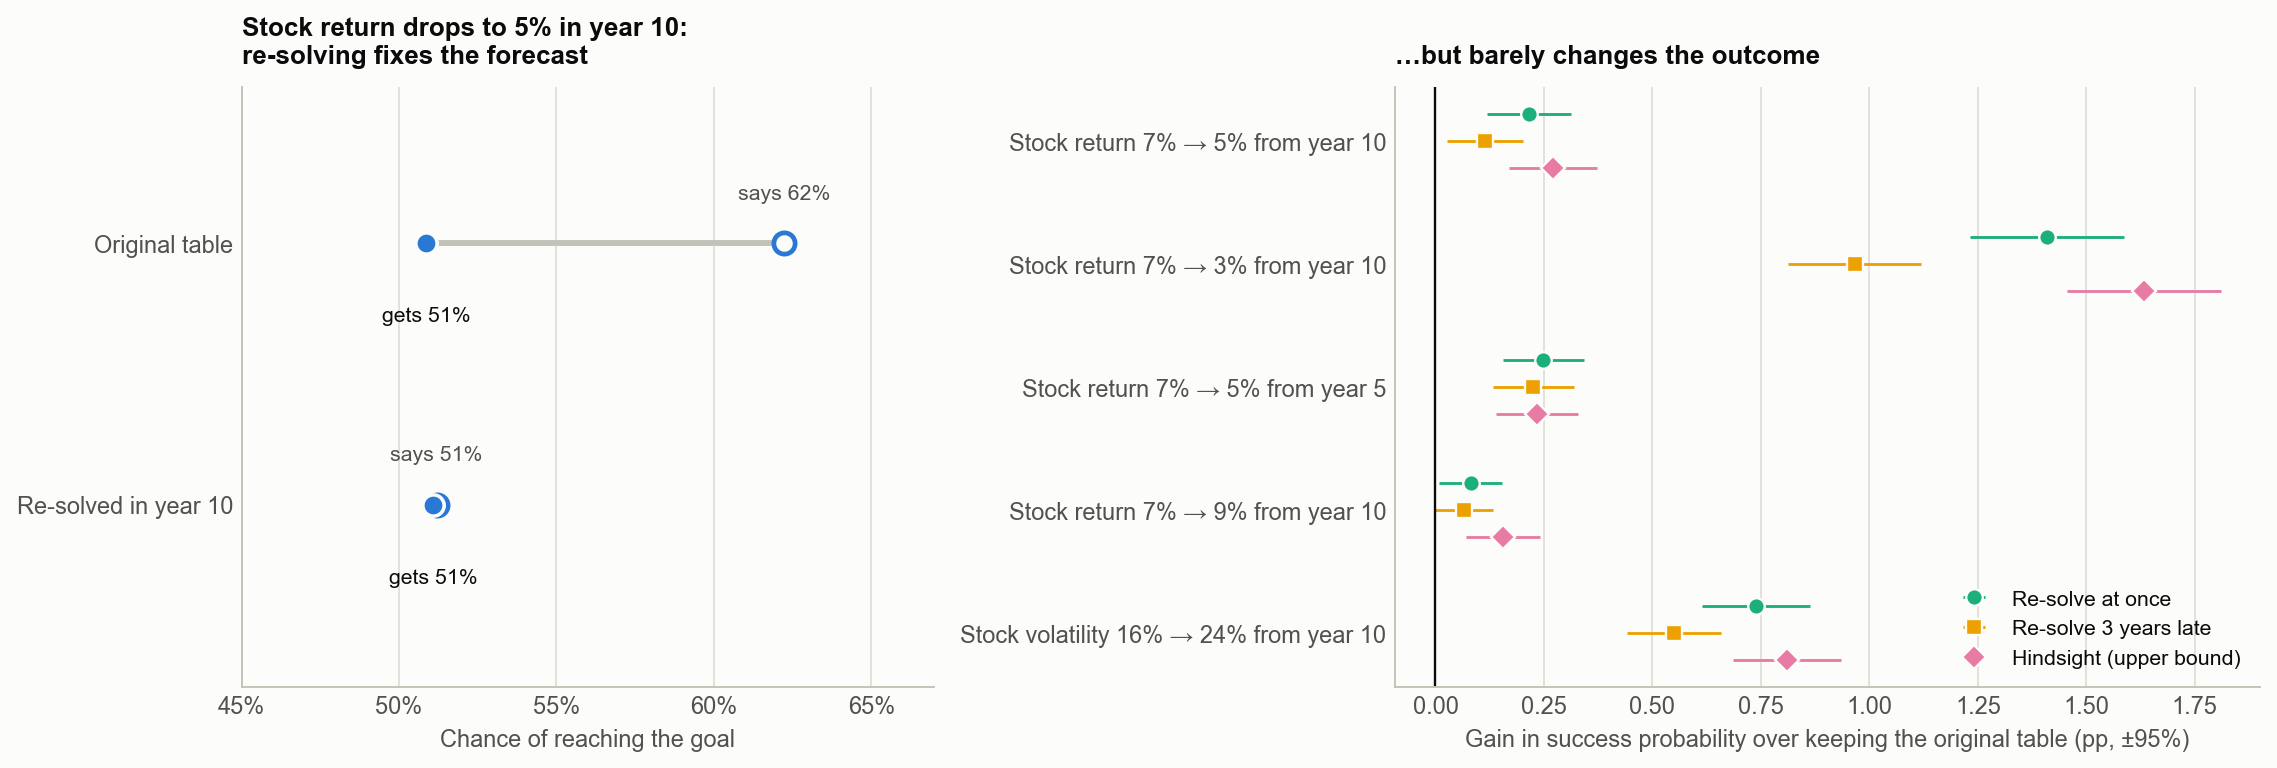 Stock return drops to 5% in year 10:
re-solving fixes the forecast
says 62%
Original table
gets 51%
says 51%
Re-solved in year 10
gets 51%
45%
50%
55%
60%
65%
Chance of reaching the goal
…but barely changes the outcome
Stock return 7% → 5% from year 10
Stock return 7% → 3% from year 10
Stock return 7% → 5% from year 5
Stock return 7% → 9% from year 10
Stock volatility 16% → 24% from year 10
Re-solve at once
Re-solve 3 years late
Hindsight (upper bound)
0.00
0.25
0.50
0.75
1.00
1.25
1.50
1.75
Gain in success probability over keeping the original table (pp, ±95%)